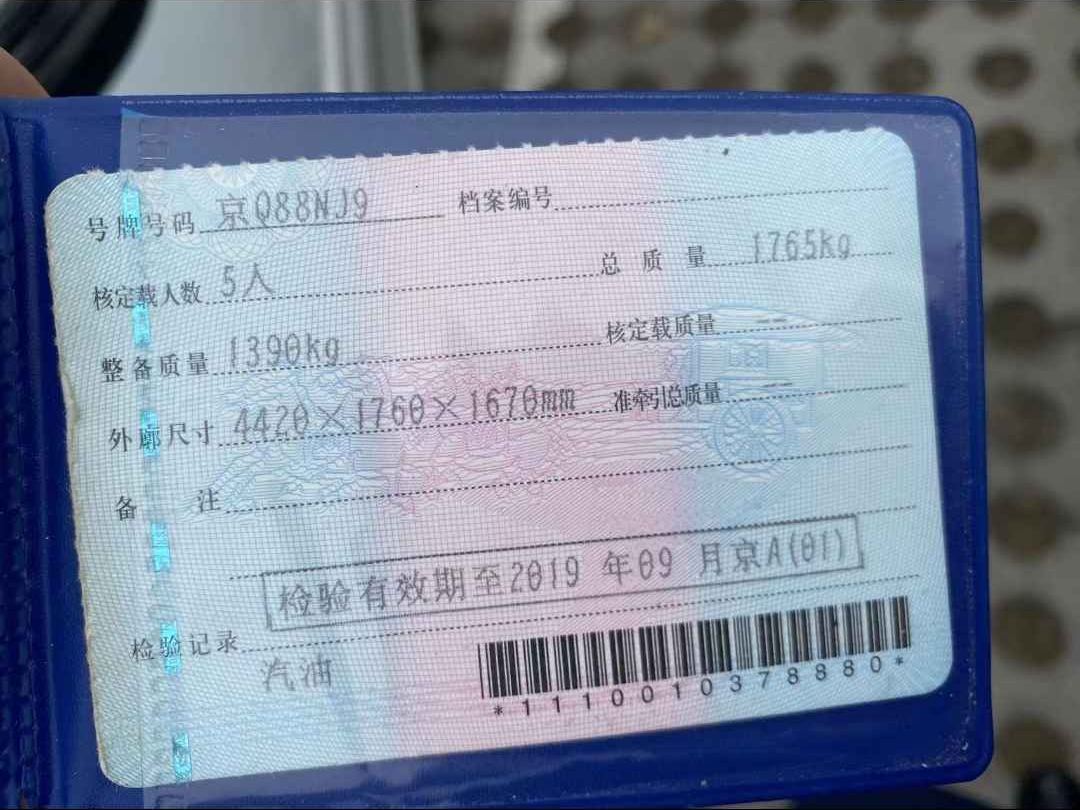 号牌号码 京Q88NJ9 档案编号
核定载人数 5人 总质量 1765kg
整备质量 1390kg 核定载质量 --
外廓尺寸 4420×1760×1670mm 准牵引总质量 --
备注
检验有效期至2019 年09 月京A(01)
检验记录
汽油
*1110010378880*